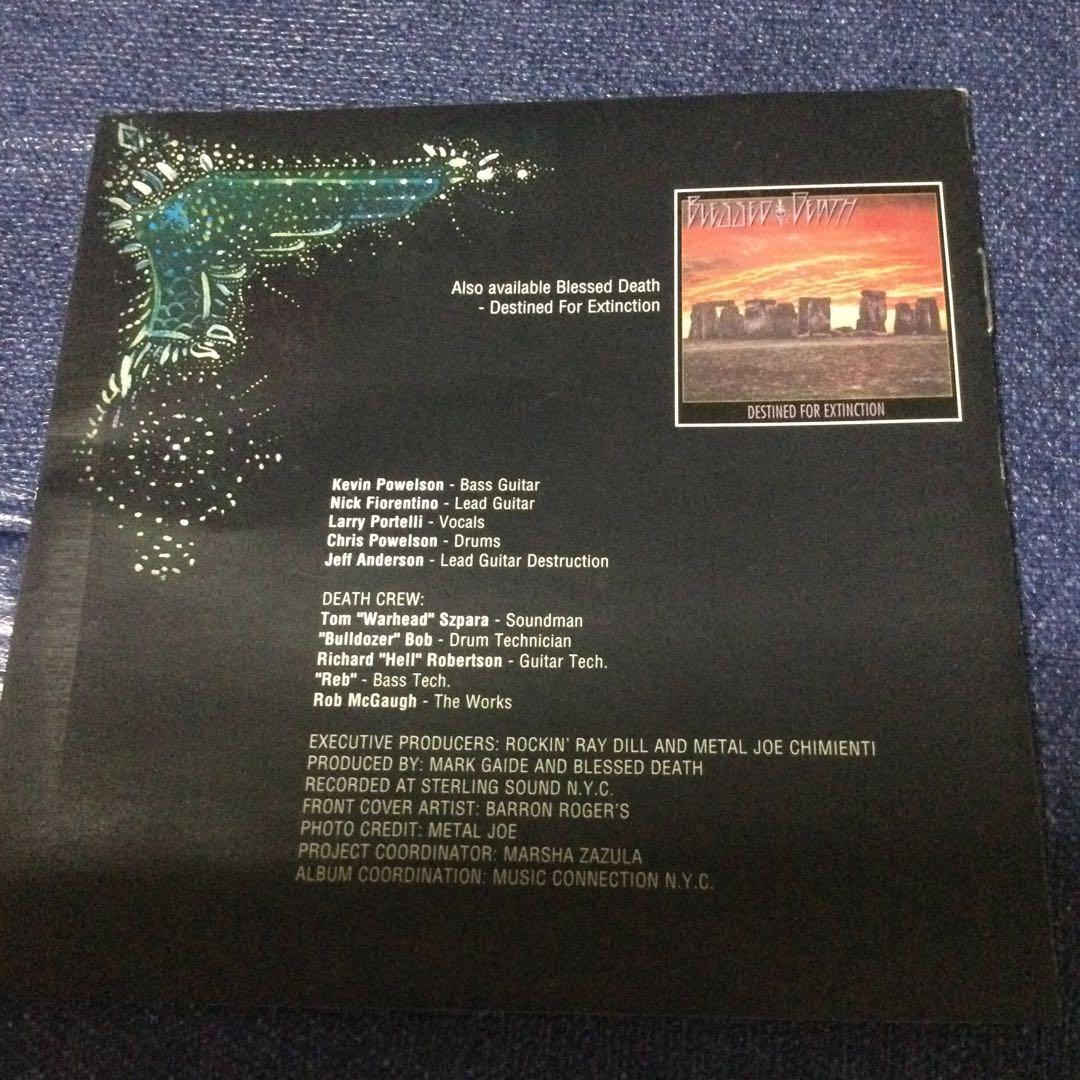 BLESSED DEATH
Also available Blessed Death
- Destined For Extinction
DESTINED FOR EXTINCTION
Kevin Powelson - Bass Guitar
Nick Fiorentino - Lead Guitar
Larry Portelli - Vocals
Chris Powelson - Drums
Jeff Anderson - Lead Guitar Destruction
DEATH CREW:
Tom "Warhead" Szpara - Soundman
"Bulldozer" Bob - Drum Technician
Richard "Hell" Robertson - Guitar Tech.
"Reb" - Bass Tech.
Rob McGaugh - The Works
EXECUTIVE PRODUCERS: ROCKIN' RAY DILL AND METAL JOE CHIMIENTI
PRODUCED BY: MARK GAIDE AND BLESSED DEATH
RECORDED AT STERLING SOUND N.Y.C.
FRONT COVER ARTIST: BARRON ROGER'S
PHOTO CREDIT: METAL JOE
PROJECT COORDINATOR: MARSHA ZAZULA
ALBUM COORDINATION: MUSIC CONNECTION N.Y.C.